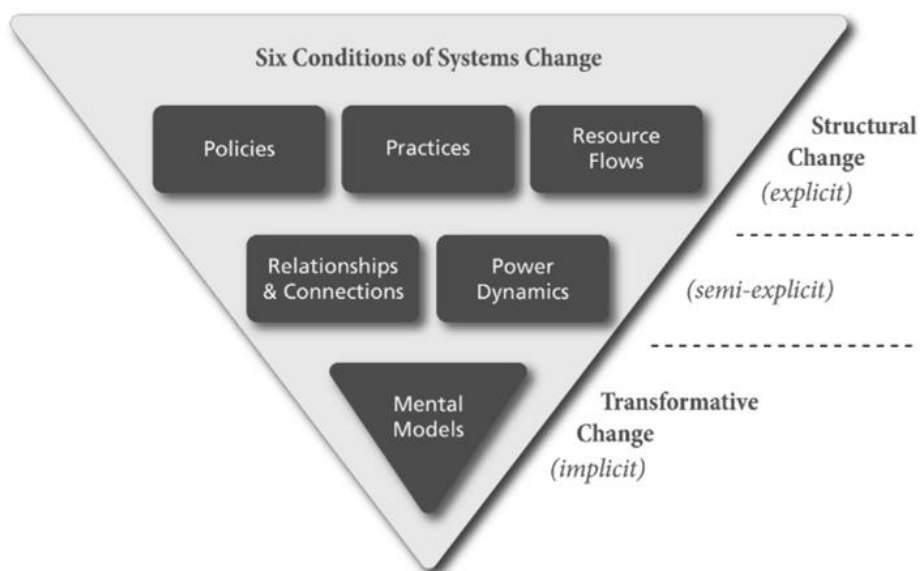 Six Conditions of Systems Change
Policies
Practices
Resource
Flows
Structural
Change
(explicit)
Relationships
& Connections
Power
Dynamics
(semi-explicit)
Mental
Models
Transformative
Change
(implicit)